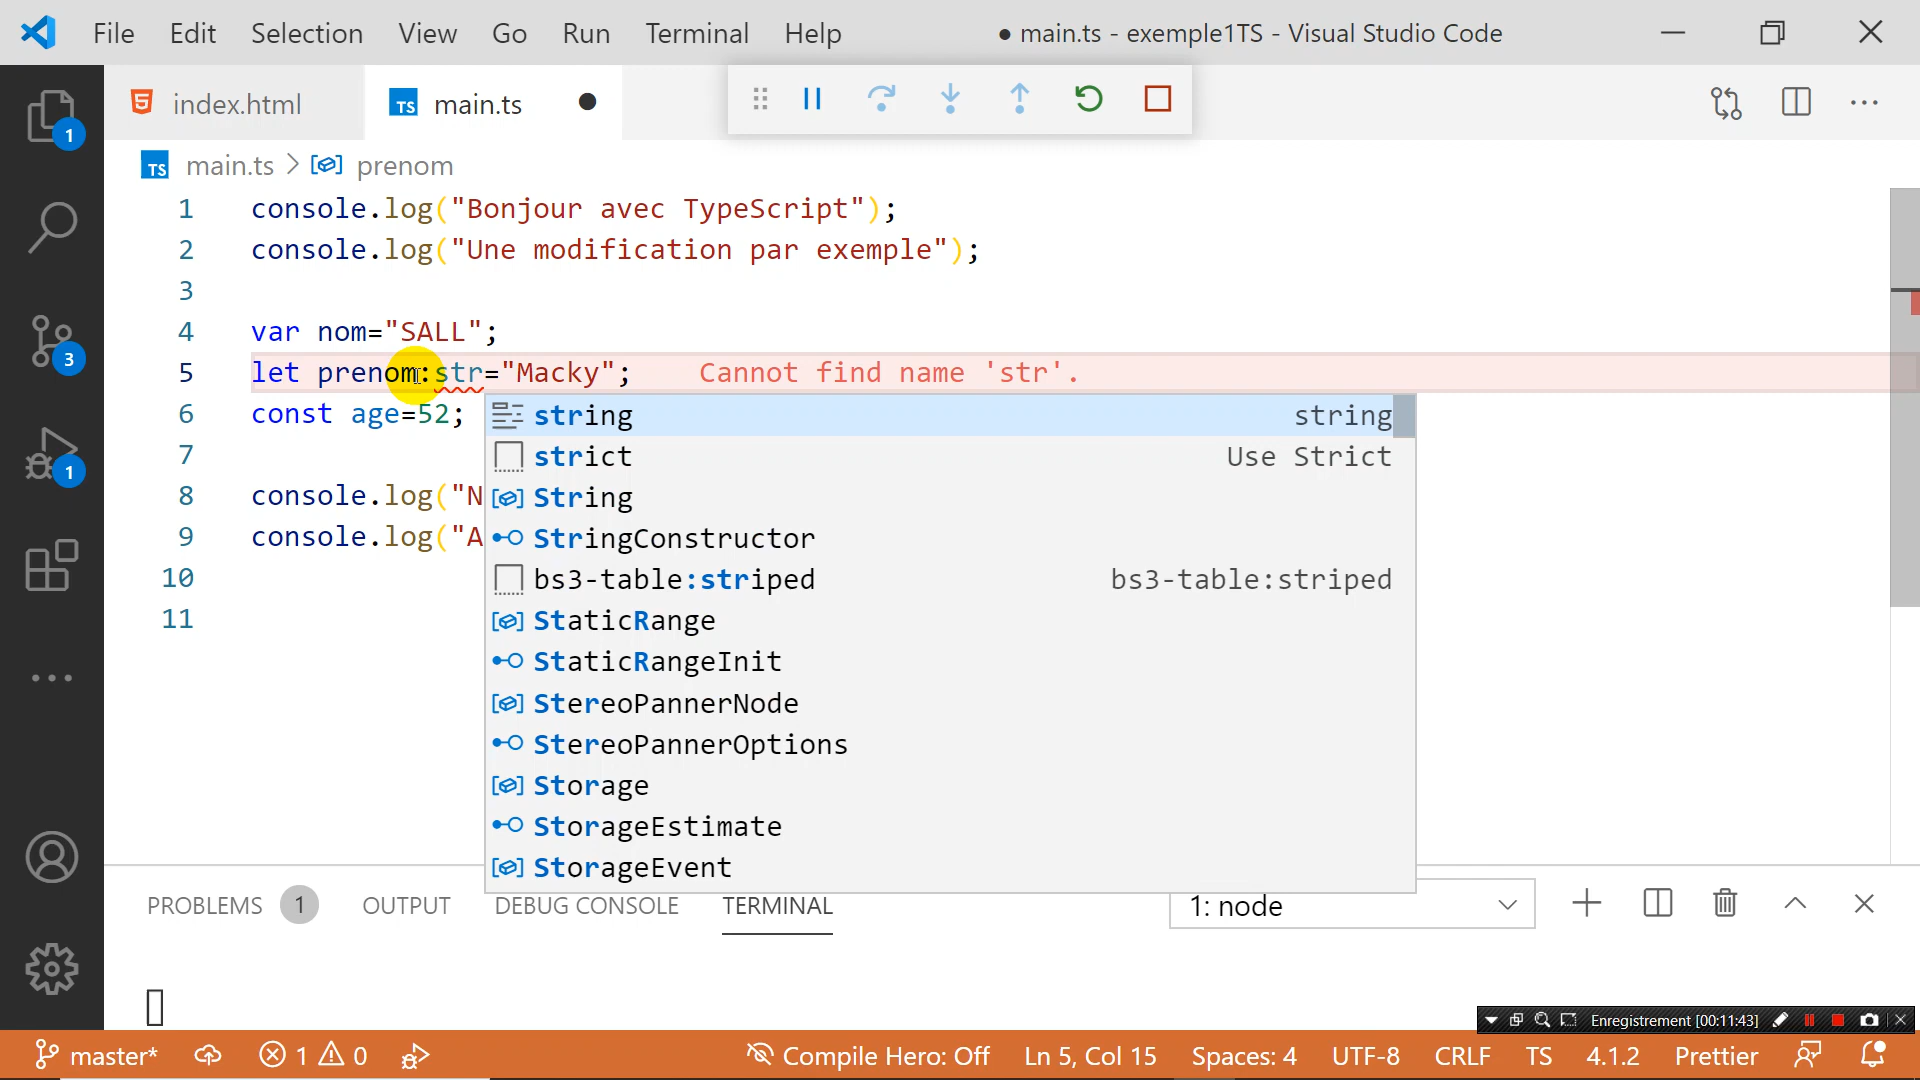 File Edit Selection View Go Run Terminal Help ● main.ts - exemple1TS - Visual Studio Code
index.html TS main.ts
TS main.ts > prenom
1 console.log("Bonjour avec TypeScript");
2 console.log("Une modification par exemple");
3
4 var nom="SALL";
5 let prenom:str="Macky"; Cannot find name 'str'.
6 const age=52;
string string
7
strict Use Strict
8 console.log("N
String
9 console.log("A
StringConstructor
10
bs3-table:striped bs3-table:striped
11
StaticRange
StaticRangeInit
StereoPannerNode
StereoPannerOptions
Storage
StorageEstimate
StorageEvent
1
3
1
PROBLEMS 1 OUTPUT DEBUG CONSOLE TERMINAL 1: node
Enregistrement [00:11:43]
master* 1 0 Compile Hero: Off Ln 5, Col 15 Spaces: 4 UTF-8 CRLF TS 4.1.2 Prettier